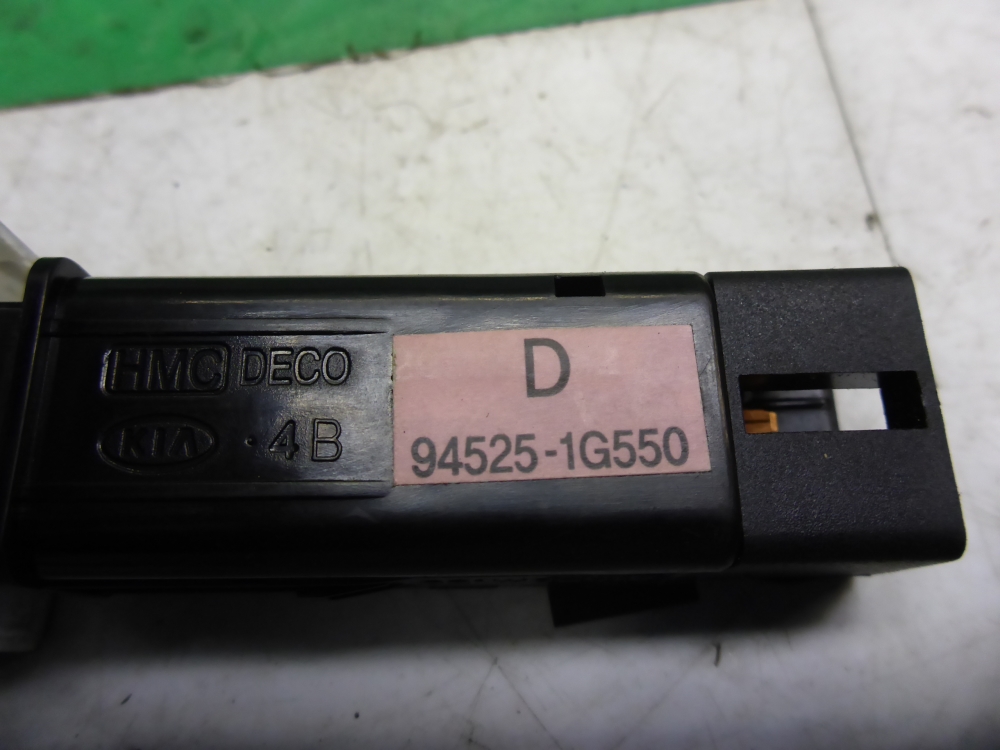 HMC DECO
KIA ·4B
D
94525-1G550